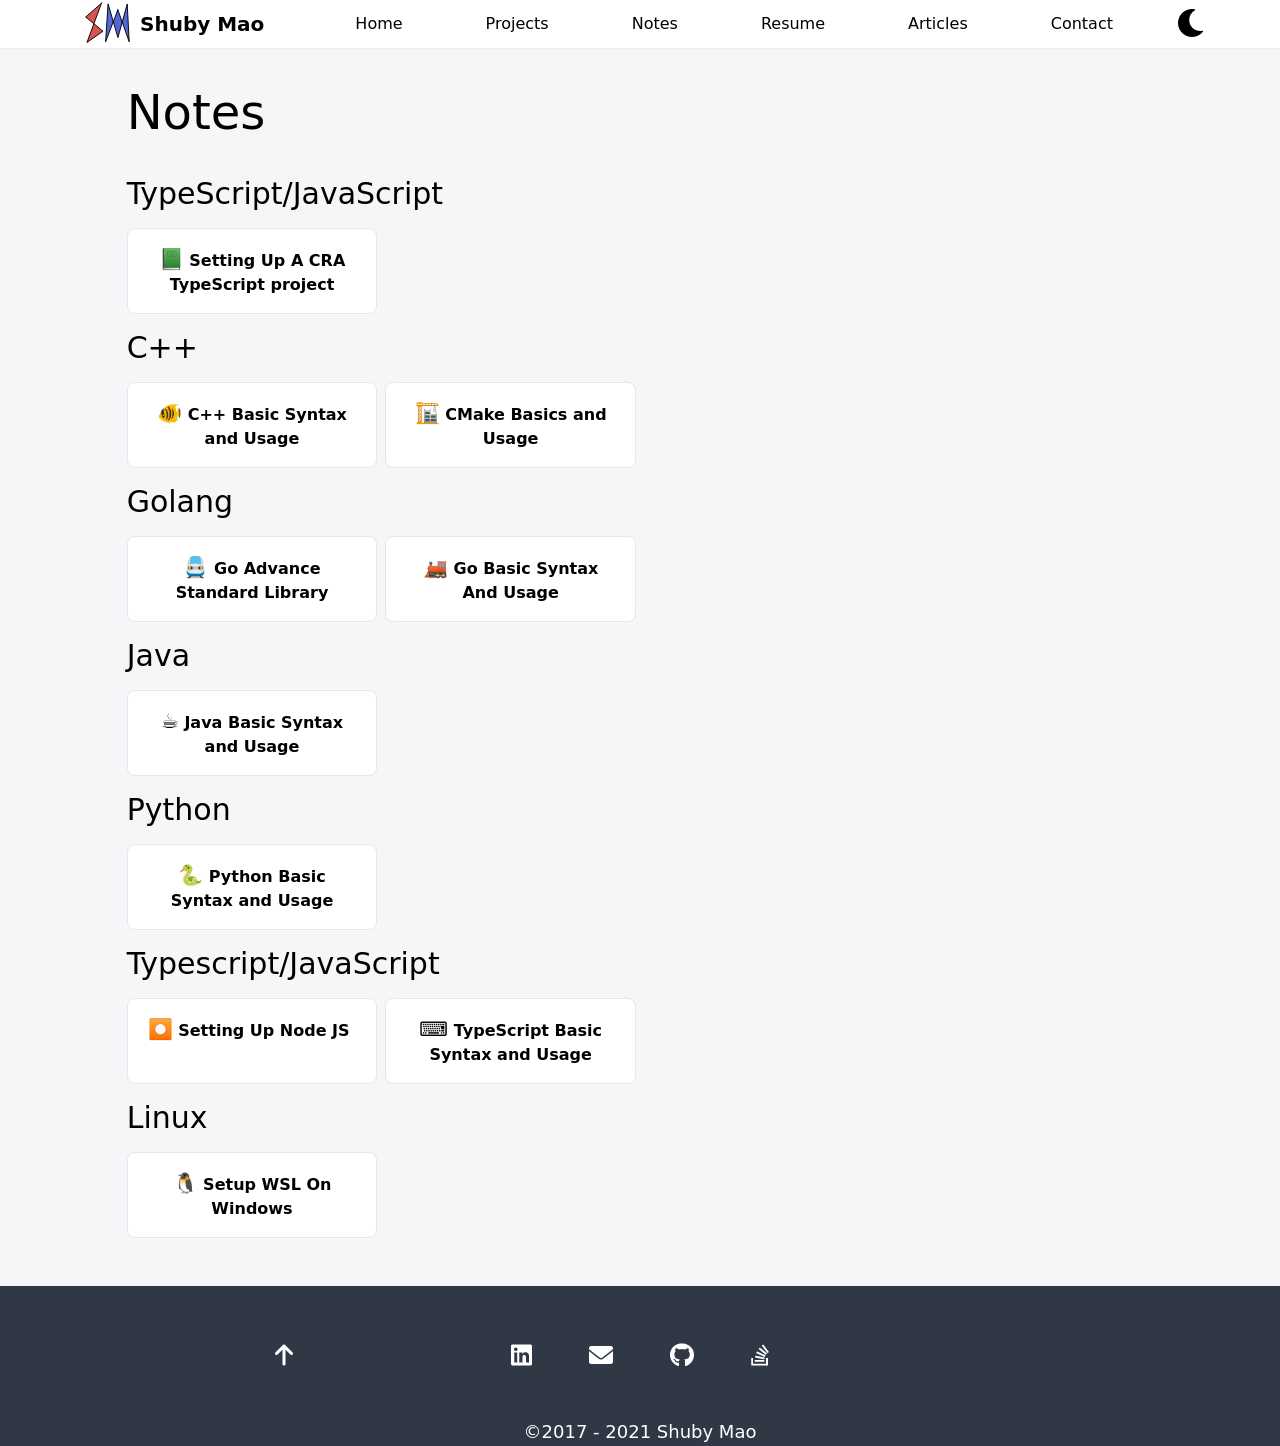 Shuby Mao Home Projects Notes Resume Articles Contact
Notes
TypeScript/JavaScript
📗 Setting Up A CRA
TypeScript project
C++
🐠 C++ Basic Syntax
and Usage
🏗 CMake Basics and
Usage
Golang
🚊 Go Advance
Standard Library
🚂 Go Basic Syntax
And Usage
Java
☕ Java Basic Syntax
and Usage
Python
🐍 Python Basic
Syntax and Usage
Typescript/JavaScript
⏺ Setting Up Node JS
⌨ TypeScript Basic
Syntax and Usage
Linux
🐧 Setup WSL On
Windows
©2017 - 2021 Shuby Mao